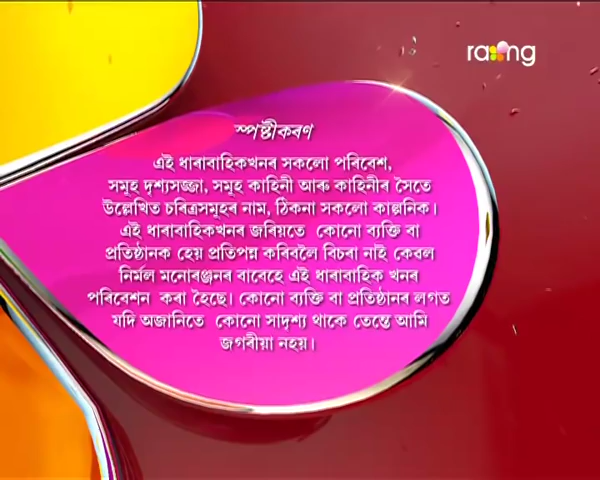 raang
স্পষ্টীকৰণ
এই ধাৰাবাহিকখনৰ সকলো পৰিবেশ,
সমূহ দৃশ্যসজ্জা, সমূহ কাহিনী আৰু কাহিনীৰ সৈতে
উল্লেখিত চৰিত্ৰসমূহৰ নাম, ঠিকনা সকলো কাল্পনিক।
এই ধাৰাবাহিকখনৰ জৰিয়তে কোনো ব্যক্তি বা
প্ৰতিষ্ঠানক হেয় প্ৰতিপন্ন কৰিবলৈ বিচৰা নাই কেবল
নিৰ্মল মনোৰঞ্জনৰ বাবেহে এই ধাৰাবাহিক খনৰ
পৰিবেশন কৰা হৈছে। কোনো ব্যক্তি বা প্ৰতিষ্ঠানৰ লগত
যদি অজানিতে কোনো সাদৃশ্য থাকে তেন্তে আমি
জগৰীয়া নহয়।